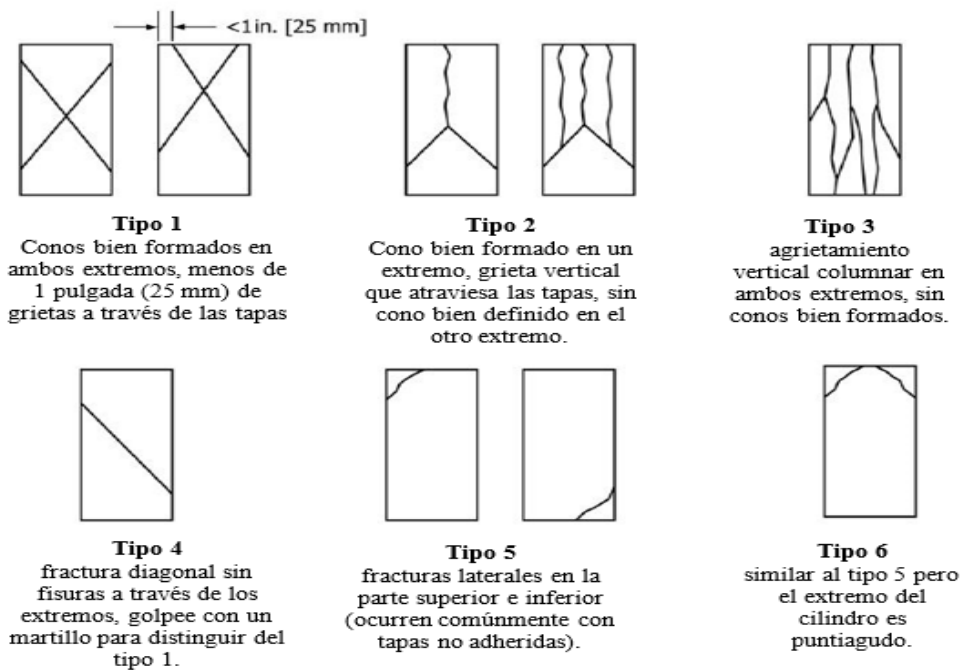 <1in. [25 mm]
Tipo 1
Conos bien formados en
ambos extremos, menos de
1 pulgada (25 mm) de
grietas a través de las tapas
Tipo 2
Cono bien formado en un
extremo, grieta vertical
que atraviesa las tapas, sin
cono bien definido en el
otro extremo.
Tipo 3
agrietamiento
vertical columnar en
ambos extremos, sin
conos bien formados.
Tipo 4
fractura diagonal sin
fisuras a través de los
extremos, golpee con un
martillo para distinguir del
tipo 1.
Tipo 5
fracturas laterales en la
parte superior e inferior
(ocurren comúnmente con
tapas no adheridas).
Tipo 6
similar al tipo 5 pero
el extremo del
cilindro es
puntiagudo.